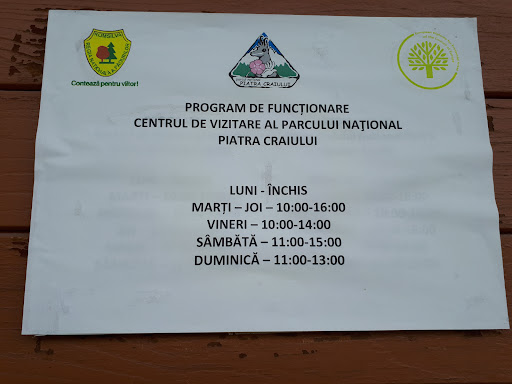 ROMSILVA
Contează pentru viitor!
PIATRA CRAIULUI
PROGRAM DE FUNCȚIONARE
CENTRUL DE VIZITARE AL PARCULUI NAŢIONAL
PIATRA CRAIULUI
LUNI - ÎNCHIS
MARȚI – JOI – 10:00-16:00
VINERI – 10:00-14:00
SÂMBĂTĂ – 11:00-15:00
DUMINICĂ – 11:00-13:00